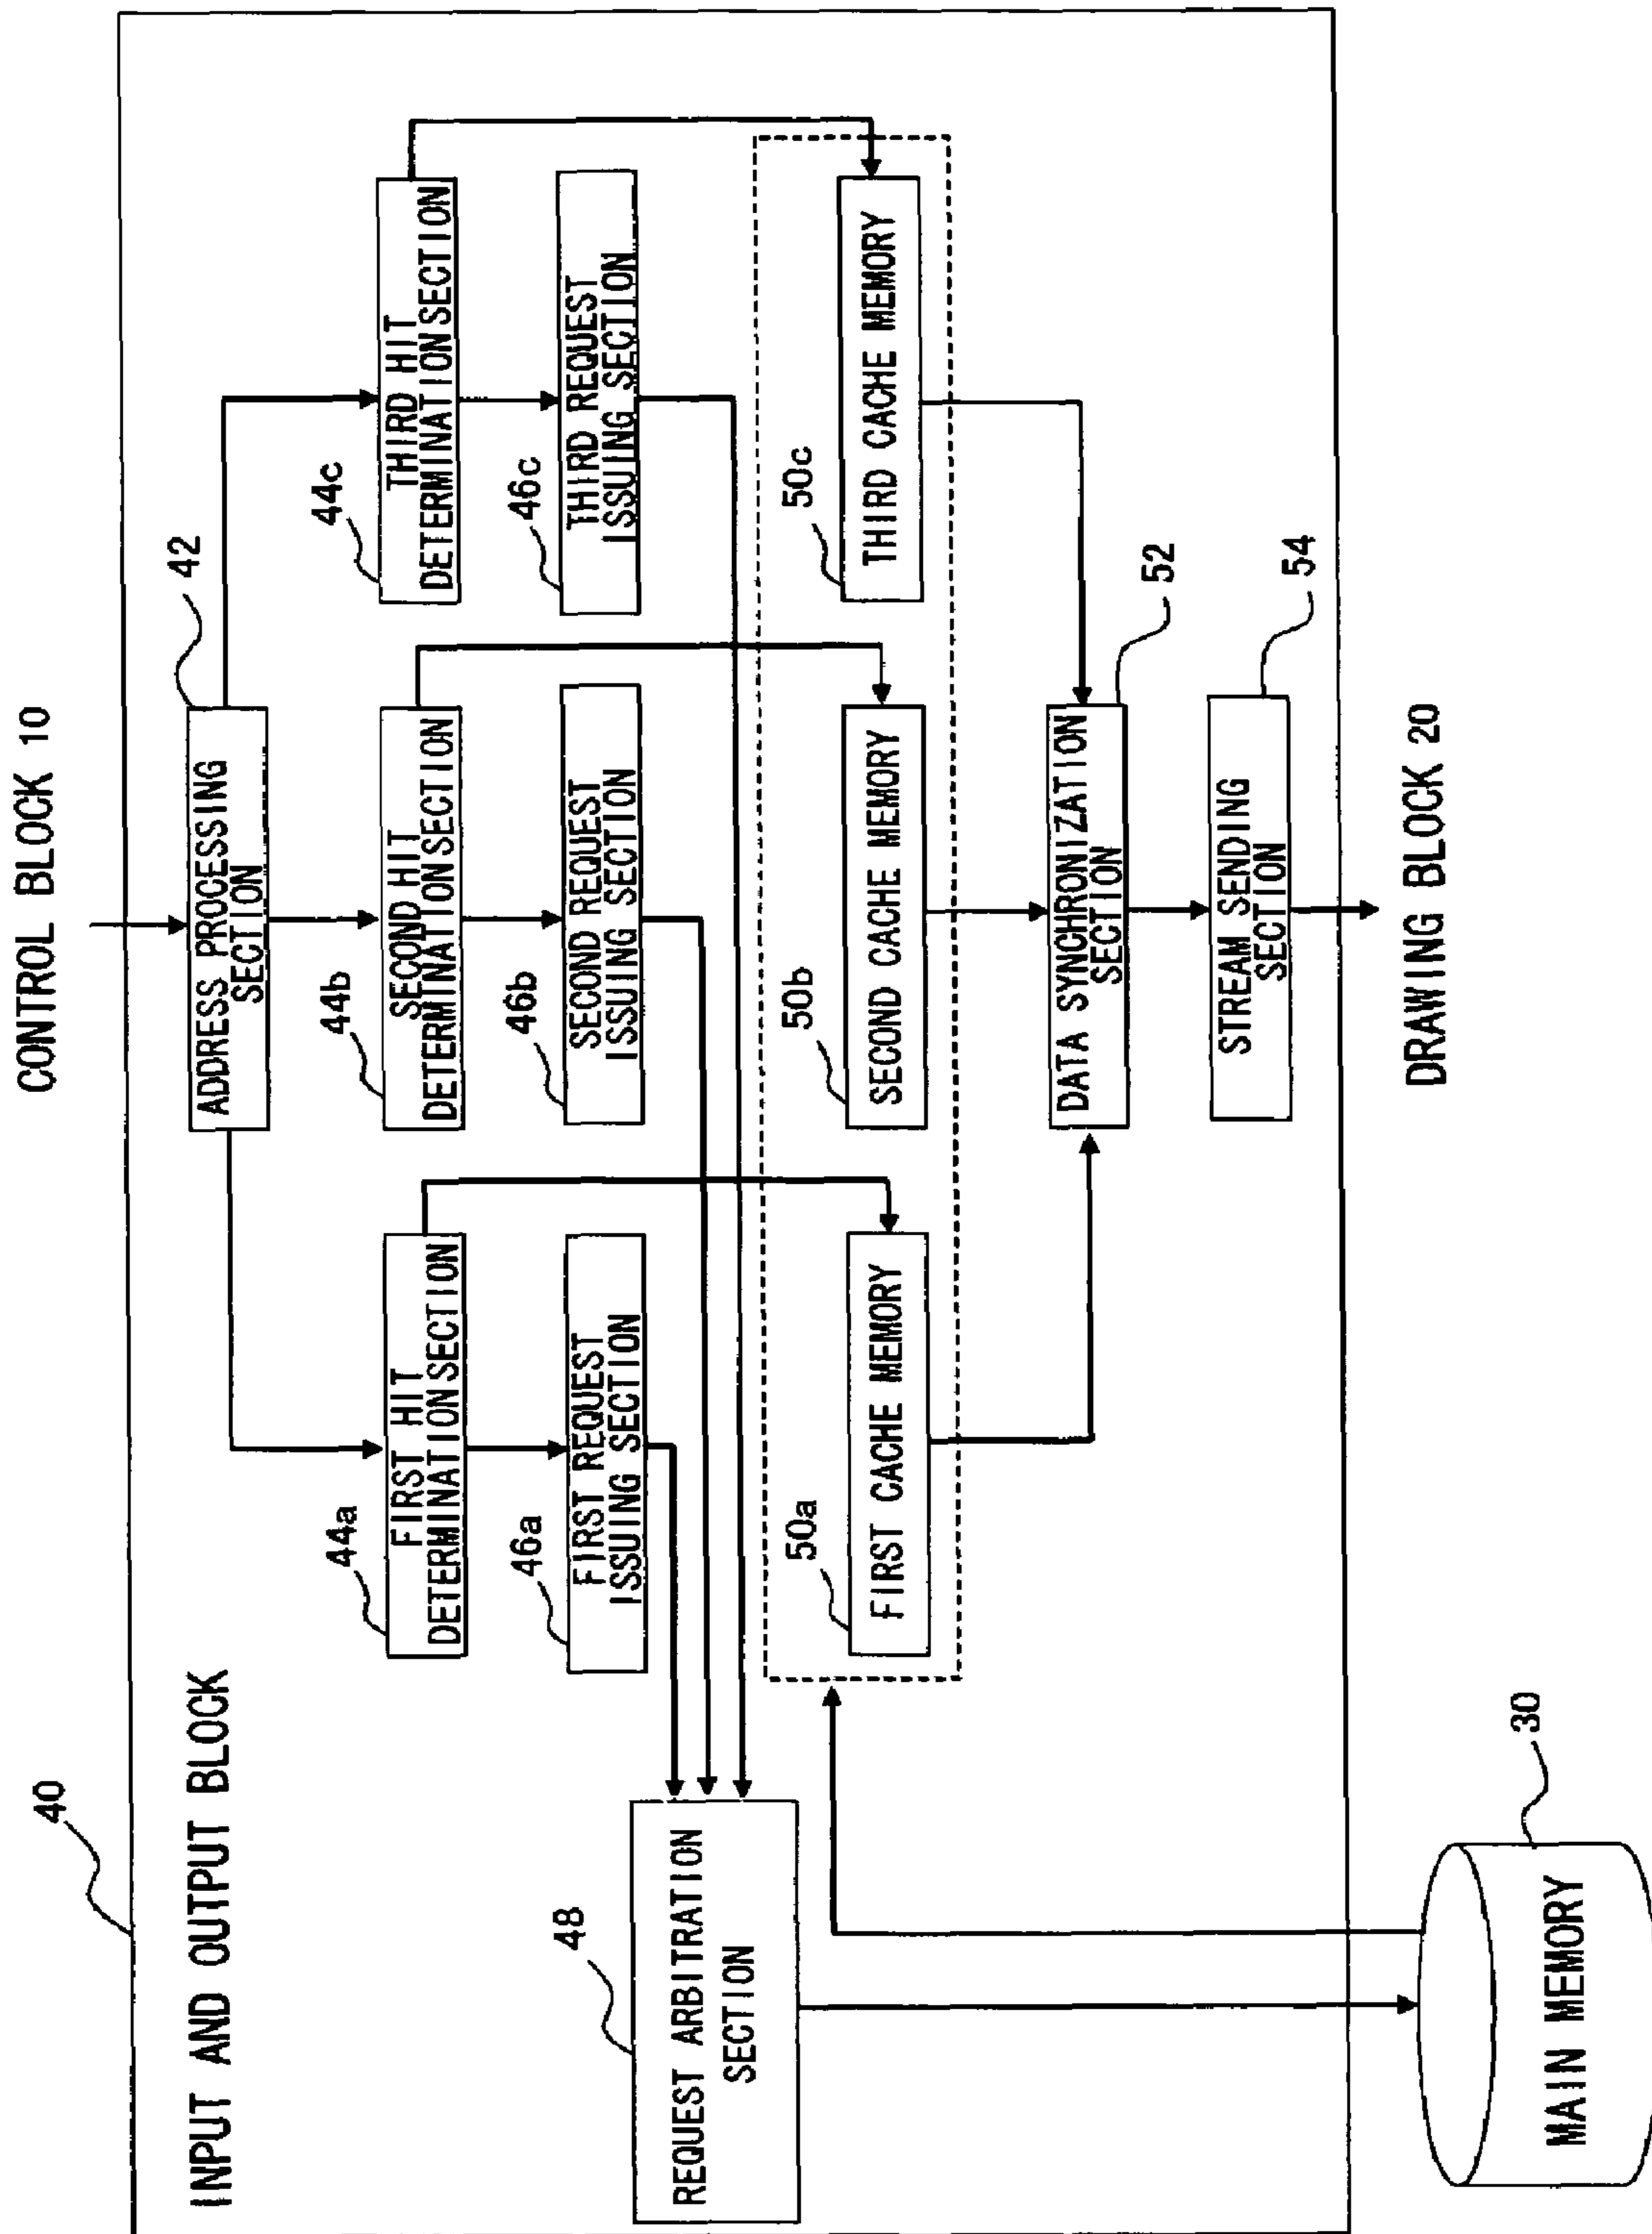 CONTROL BLOCK 10
40
INPUT AND OUTPUT BLOCK
42
ADDRESS PROCESSING
SECTION
44a
FIRST HIT
DETERMINATION SECTION
44b
SECOND HIT
DETERMINATION SECTION
44c
THIRD HIT
DETERMINATION SECTION
46a
FIRST REQUEST
ISSUING SECTION
46b
SECOND REQUEST
ISSUING SECTION
46c
THIRD REQUEST
ISSUING SECTION
48
REQUEST ARBITRATION
SECTION
50a
FIRST CACHE MEMORY
50b
SECOND CACHE MEMORY
50c
THIRD CACHE MEMORY
DATA SYNCHRONIZATION
SECTION
52
STREAM SENDING
SECTION
54
30
MAIN MEMORY
DRAWING BLOCK 20